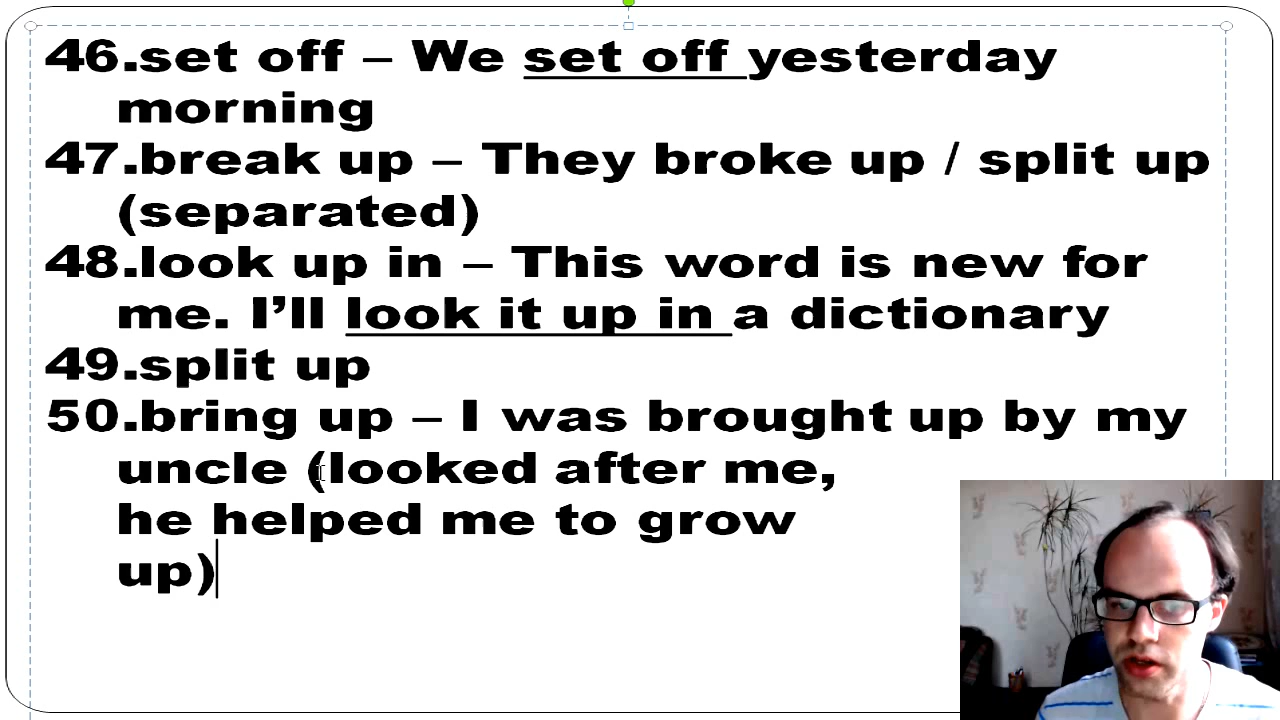 46.set off – We set off yesterday
morning
47.break up – They broke up / split up
(separated)
48.look up in – This word is new for
me. I’ll look it up in a dictionary
49.split up
50.bring up – I was brought up by my
uncle (looked after me,
he helped me to grow
up)